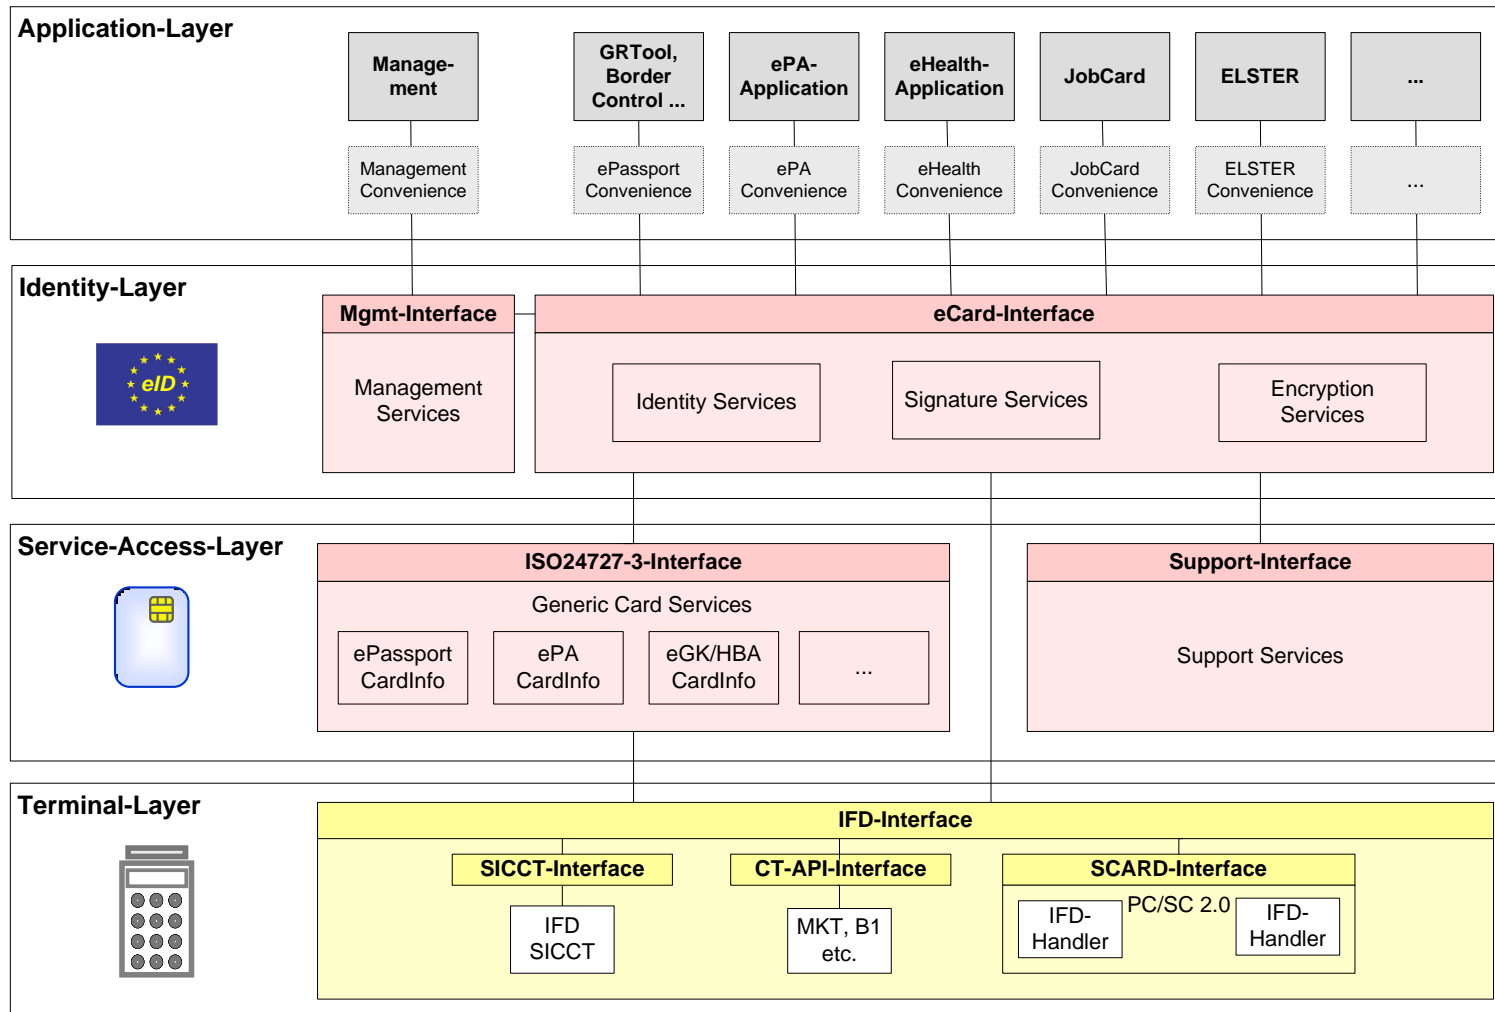 Application-Layer
Manage-
ment
GRTool,
Border
Control ...
ePA-
Application
eHealth-
Application
JobCard
ELSTER
...
Management
Convenience
ePassport
Convenience
ePA
Convenience
eHealth
Convenience
JobCard
Convenience
ELSTER
Convenience
...
Identity-Layer
eID
Mgmt-Interface
Management
Services
eCard-Interface
Identity Services
Signature Services
Encryption
Services
Service-Access-Layer
ISO24727-3-Interface
Generic Card Services
ePassport
CardInfo
ePA
CardInfo
eGK/HBA
CardInfo
...
Support-Interface
Support Services
Terminal-Layer
IFD-Interface
SICCT-Interface
IFD
SICCT
CT-API-Interface
MKT, B1
etc.
SCARD-Interface
PC/SC 2.0
IFD-
Handler
IFD-
Handler